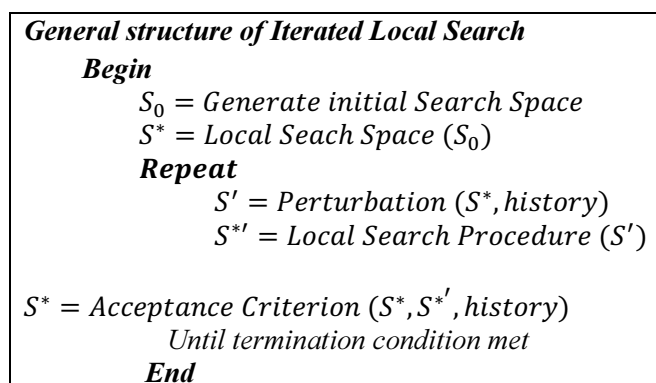 General structure of Iterated Local Search
Begin
S₀ = Generate initial Search Space
S* = Local Seach Space (S₀)
Repeat
S′ = Perturbation (S*, history)
S*′ = Local Search Procedure (S′)
S* = Acceptance Criterion (S*, S*′, history)
Until termination condition met
End